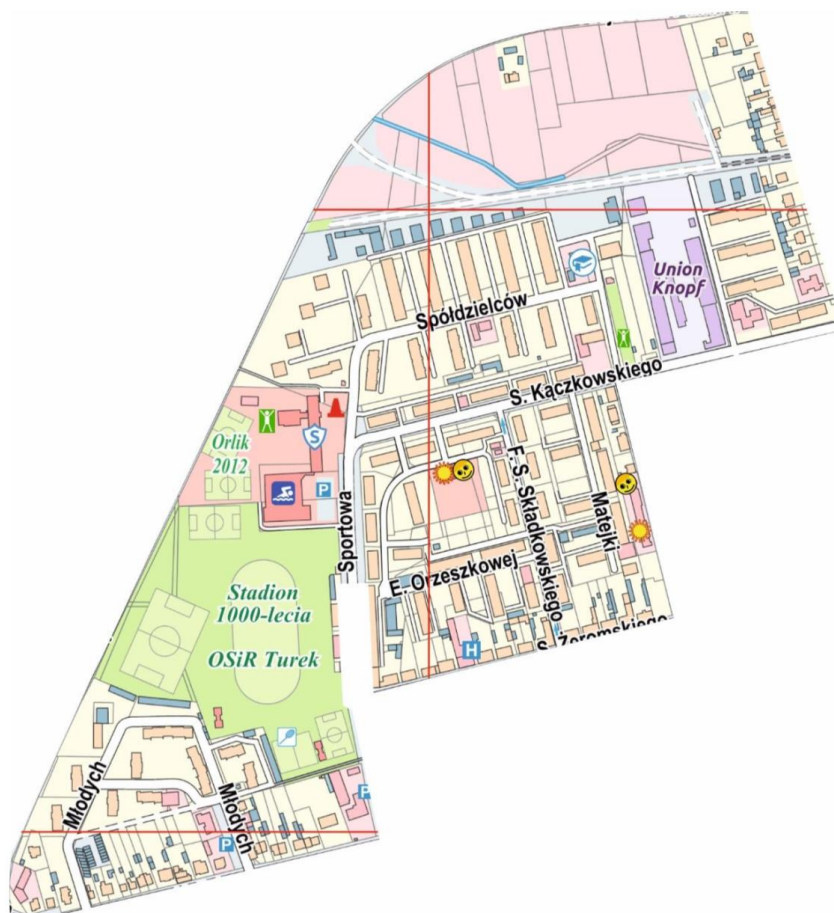 Union
Knopf
Spółdzielców
S. Kączkowskiego
Orlik
2012
S
P
Sportowa
F. S. Składkowskiego
Matejki
E. Orzeszkowej
Stadion
1000-lecia
OSiR Turek
S. Żeromskiego
H
Młodych
Młodych
P
P